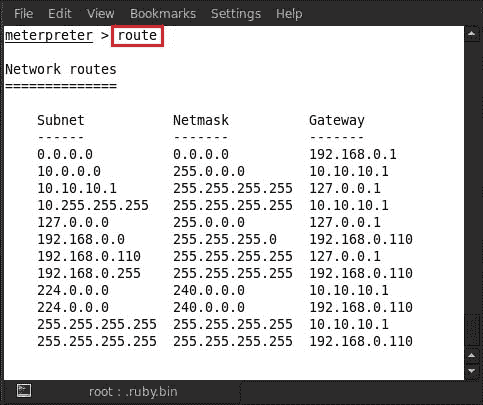 File Edit View Bookmarks Settings Help
meterpreter > route
Network routes
==============
Subnet Netmask Gateway
------ ------- -------
0.0.0.0 0.0.0.0 192.168.0.1
10.0.0.0 255.0.0.0 10.10.10.1
10.10.10.1 255.255.255.255 127.0.0.1
10.255.255.255 255.255.255.255 10.10.10.1
127.0.0.0 255.0.0.0 127.0.0.1
192.168.0.0 255.255.255.0 192.168.0.110
192.168.0.110 255.255.255.255 127.0.0.1
192.168.0.255 255.255.255.255 192.168.0.110
224.0.0.0 240.0.0.0 10.10.10.1
224.0.0.0 240.0.0.0 192.168.0.110
255.255.255.255 255.255.255.255 10.10.10.1
255.255.255.255 255.255.255.255 192.168.0.110
root : .ruby.bin